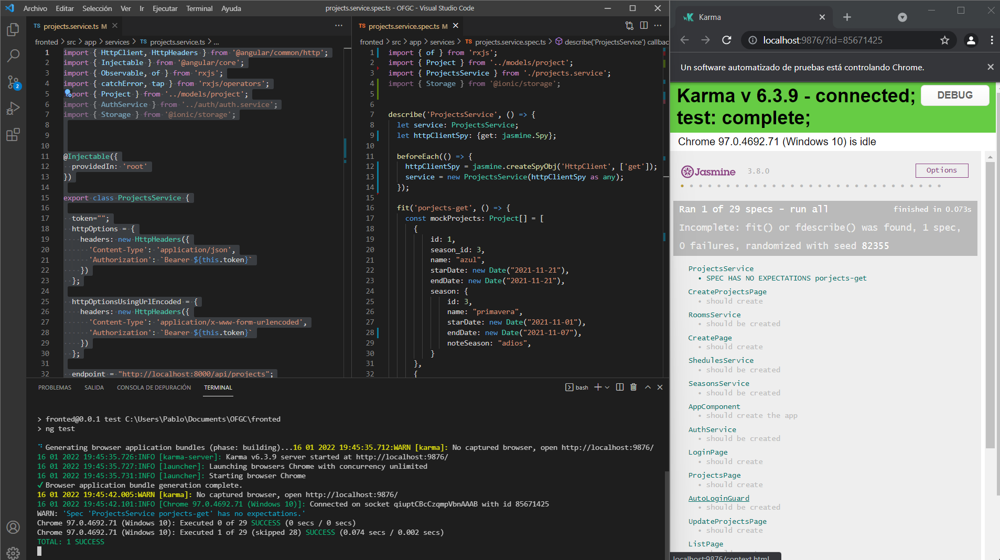 Archivo Editar Selección Ver Ir Ejecutar Terminal Ayuda
projects.service.spec.ts - OFGC - Visual Studio Code
TS projects.service.ts M
fronted > src > app > services > TS projects.service.ts > ...
1 import { HttpClient, HttpHeaders } from '@angular/common/http';
2 import { Injectable } from '@angular/core';
3 import { Observable, of } from 'rxjs';
4 import { catchError, tap } from 'rxjs/operators';
5 import { Project } from '../models/project';
6 import { AuthService } from '../auth/auth.service';
7 import { Storage } from '@ionic/storage';
8
9
10
11 @Injectable({
12 providedIn: 'root'
13 })
14
15 export class ProjectsService {
16
17 token="";
18 httpOptions = {
19 headers: new HttpHeaders({
20 'Content-Type': 'application/json',
21 'Authorization': `Bearer ${this.token}`
22 })
23 };
24
25 httpOptionsUsingUrlEncoded = {
26 headers: new HttpHeaders({
27 'Content-Type': 'application/x-www-form-urlencoded',
28 'Authorization': `Bearer ${this.token}`
29 })
30 };
31
32 endpoint = "http://localhost:8000/api/projects";
TS projects.service.spec.ts M
fronted > src > app > services > TS projects.service.spec.ts > describe('ProjectsService') callbac
1 import { of } from 'rxjs';
2 import { Project } from '../models/project';
3 import { ProjectsService } from './projects.service';
4 import { Storage } from '@ionic/storage';
5
6
7 describe('ProjectsService', () => {
8 let service: ProjectsService;
9 let httpClientSpy: {get: jasmine.Spy};
10
11 beforeEach(() => {
12 httpClientSpy = jasmine.createSpyObj('HttpClient', ['get']);
13 service = new ProjectsService(httpClientSpy as any);
14 });
15
16 fit('porjects-get', () => {
17 const mockProjects: Project[] = [
18 {
19 id: 1,
20 season_id: 3,
21 name: "azul",
22 starDate: new Date("2021-11-21"),
23 endDate: new Date("2021-11-21"),
24 season: {
25 id: 3,
26 name: "primavera",
27 starDate: new Date("2021-11-01"),
28 endDate: new Date("2021-11-07"),
29 noteSeason: "adios",
30 }
31 },
32 {
2
PROBLEMAS SALIDA CONSOLA DE DEPURACIÓN TERMINAL
bash
> fronted@0.0.1 test C:\Users\Pablo\Documents\OFGC\fronted
> ng test
Generating browser application bundles (phase: building)...16 01 2022 19:45:35.712:WARN [karma]: No captured browser, open http://localhost:9876/
16 01 2022 19:45:35.726:INFO [karma-server]: Karma v6.3.9 server started at http://localhost:9876/
16 01 2022 19:45:35.727:INFO [launcher]: Launching browsers Chrome with concurrency unlimited
16 01 2022 19:45:35.731:INFO [launcher]: Starting browser Chrome
✓ Browser application bundle generation complete.
16 01 2022 19:45:42.005:WARN [karma]: No captured browser, open http://localhost:9876/
16 01 2022 19:45:42.101:INFO [Chrome 97.0.4692.71 (Windows 10)]: Connected on socket qiuptCBcCzqmpVbnAAAB with id 85671425
WARN: 'Spec 'ProjectsService porjects-get' has no expectations.'
Chrome 97.0.4692.71 (Windows 10): Executed 0 of 29 SUCCESS (0 secs / 0 secs)
Chrome 97.0.4692.71 (Windows 10): Executed 1 of 29 (skipped 28) SUCCESS (0.074 secs / 0.002 secs)
TOTAL: 1 SUCCESS
Karma
localhost:9876/?id=85671425
Un software automatizado de pruebas está controlando Chrome.
Karma v 6.3.9 - connected;
test: complete;
DEBUG
Chrome 97.0.4692.71 (Windows 10) is idle
Jasmine 3.8.0
Options
Ran 1 of 29 specs - run all
finished in 0.073s
Incomplete: fit() or fdescribe() was found, 1 spec,
0 failures, randomized with seed 82355
ProjectsService
• SPEC HAS NO EXPECTATIONS porjects-get
CreateProjectsPage
• should create
RoomsService
• should be created
CreatePage
• should create
ShedulesService
• should be created
SeasonsService
• should be created
AppComponent
• should create the app
AuthService
• should be created
LoginPage
• should create
ProjectsPage
• should create
AutoLoginGuard
• should be created
UpdateProjectsPage
• should create
ListPage
localhost:9876/context.html